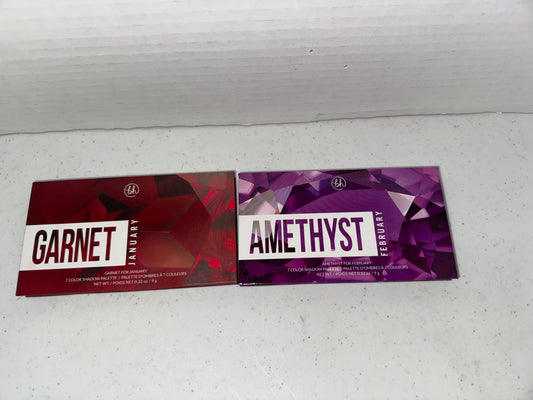 bh
GARNET
JANUARY
GARNET FOR JANUARY
7 COLOR SHADOW PALETTE / PALETTE D'OMBRES À 7 COULEURS
NET WT / POIDS NET 0.32 oz / 9 g
bh
AMETHYST
FEBRUARY
AMETHYST FOR FEBRUARY
7 COLOR SHADOW PALETTE / PALETTE D'OMBRES À 7 COULEURS
NET WT / POIDS NET 0.32 oz / 9 g